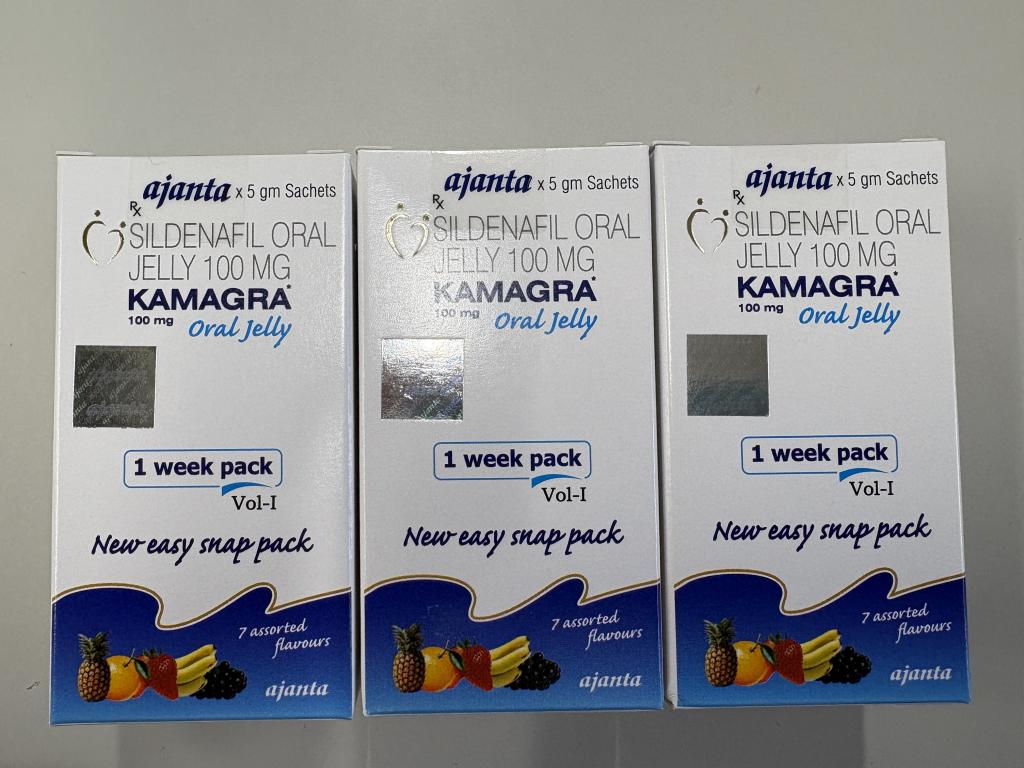 ajanta x 5 gm Sachets
Rx
SILDENAFIL ORAL
JELLY 100 MG
KAMAGRA*
100 mg Oral Jelly
1 week pack
Vol-I
New easy snap pack
7 assorted
flavours
ajanta
ajanta x 5 gm Sachets
Rx
SILDENAFIL ORAL
JELLY 100 MG
KAMAGRA*
100 mg Oral Jelly
1 week pack
Vol-I
New easy snap pack
7 assorted
flavours
ajanta
ajanta x 5 gm Sachets
Rx
SILDENAFIL ORAL
JELLY 100 MG
KAMAGRA*
100 mg Oral Jelly
1 week pack
Vol-I
New easy snap pack
7 assorted
flavours
ajanta